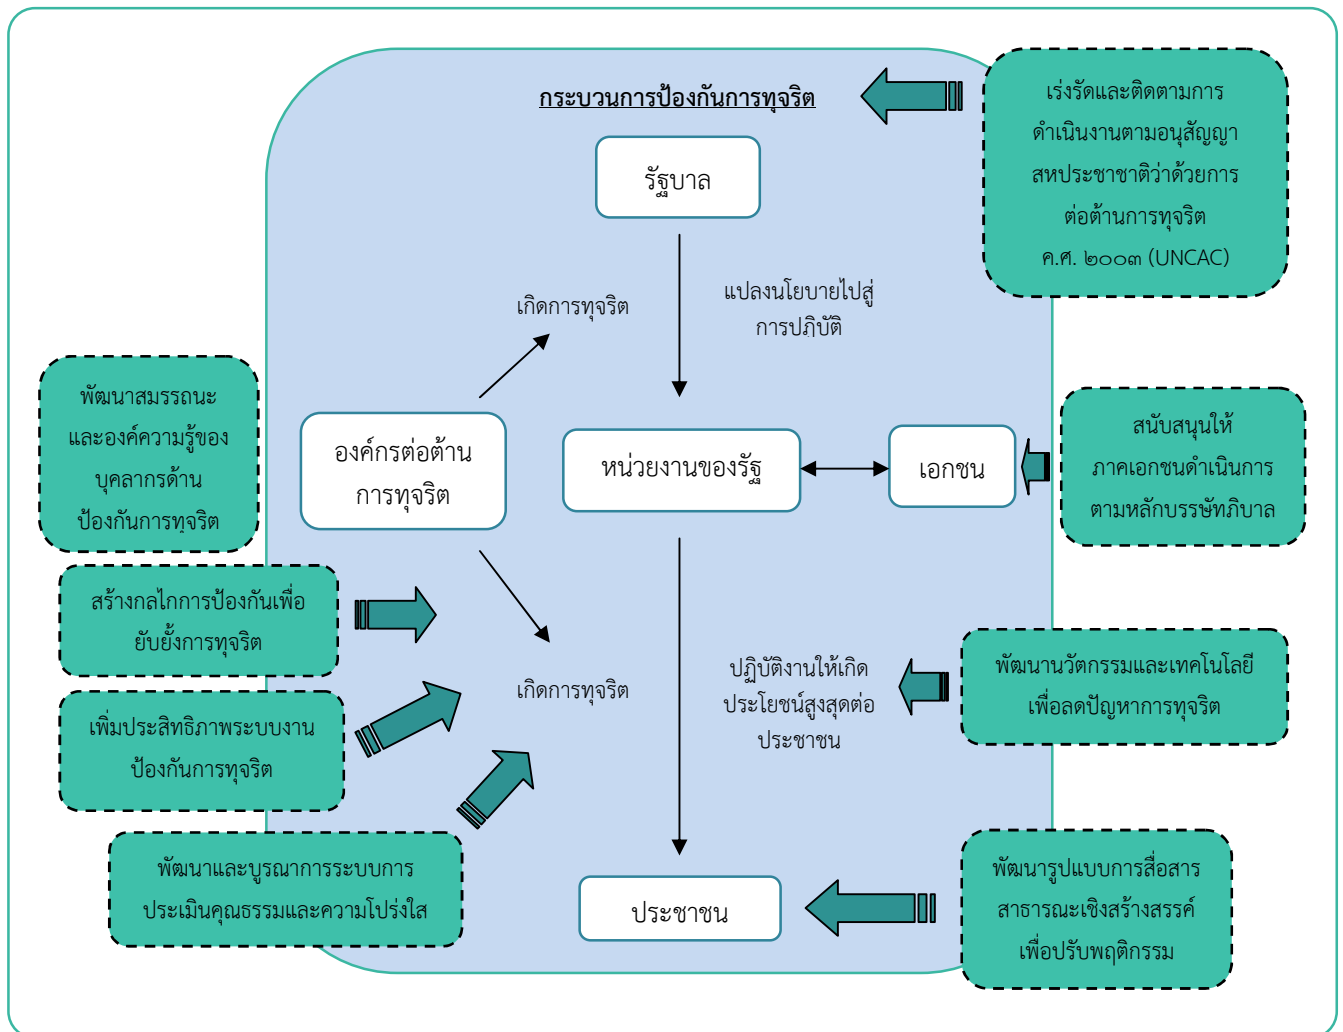 กระบวนการป้องกันการทุจริต
เร่งรัดและติดตามการ
ดำเนินงานตามอนุสัญญา
สหประชาชาติว่าด้วยการ
ต่อต้านการทุจริต
ค.ศ. ๒๐๐๓ (UNCAC)
รัฐบาล
เกิดการทุจริต
แปลงนโยบายไปสู่
การปฏิบัติ
พัฒนาสมรรถนะ
และองค์ความรู้ของ
บุคลากรด้าน
ป้องกันการทุจริต
องค์กรต่อต้าน
การทุจริต
หน่วยงานของรัฐ
เอกชน
สนับสนุนให้
ภาคเอกชนดำเนินการ
ตามหลักบรรษัทภิบาล
สร้างกลไกการป้องกันเพื่อ
ยับยั้งการทุจริต
เกิดการทุจริต
ปฏิบัติงานให้เกิด
ประโยชน์สูงสุดต่อ
ประชาชน
พัฒนานวัตกรรมและเทคโนโลยี
เพื่อลดปัญหาการทุจริต
เพิ่มประสิทธิภาพระบบงาน
ป้องกันการทุจริต
พัฒนาและบูรณาการระบบการ
ประเมินคุณธรรมและความโปร่งใส
ประชาชน
พัฒนารูปแบบการสื่อสาร
สาธารณะเชิงสร้างสรรค์
เพื่อปรับพฤติกรรม